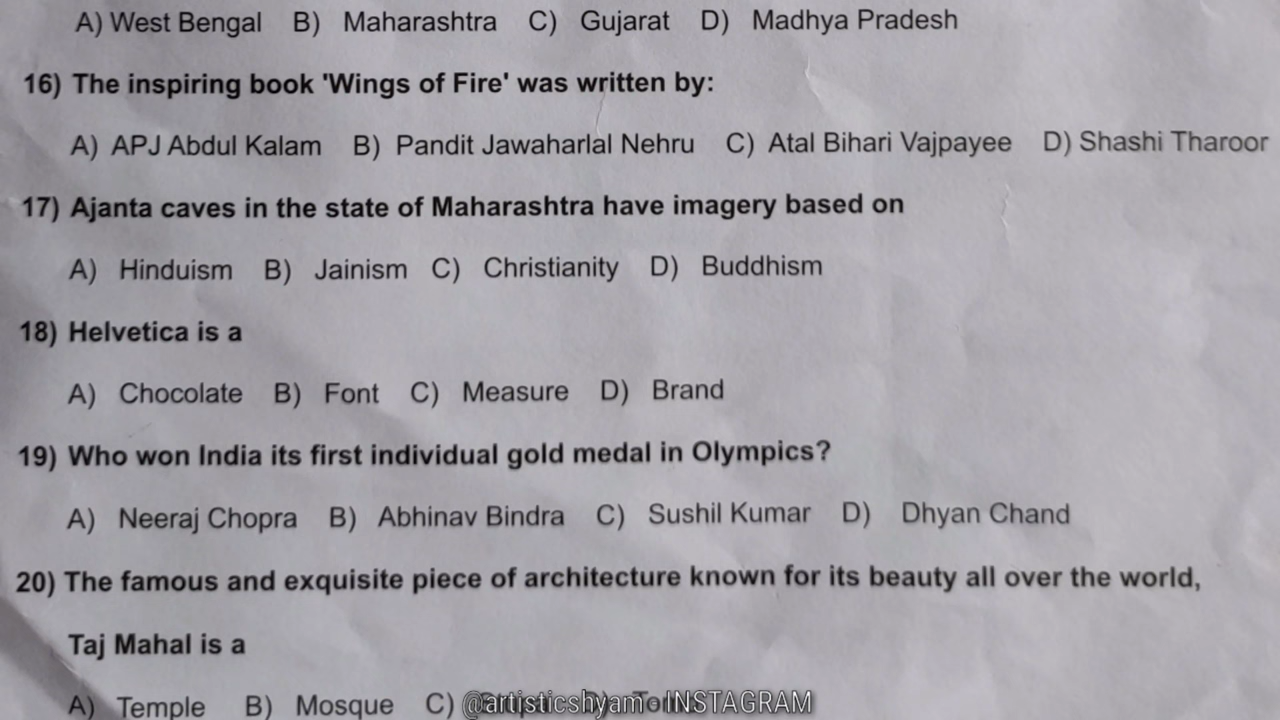 A) West Bengal B) Maharashtra C) Gujarat D) Madhya Pradesh
16) The inspiring book 'Wings of Fire' was written by:
A) APJ Abdul Kalam B) Pandit Jawaharlal Nehru C) Atal Bihari Vajpayee D) Shashi Tharoor
17) Ajanta caves in the state of Maharashtra have imagery based on
A) Hinduism B) Jainism C) Christianity D) Buddhism
18) Helvetica is a
A) Chocolate B) Font C) Measure D) Brand
19) Who won India its first individual gold medal in Olympics?
A) Neeraj Chopra B) Abhinav Bindra C) Sushil Kumar D) Dhyan Chand
20) The famous and exquisite piece of architecture known for its beauty all over the world,
Taj Mahal is a
A) Temple B) Mosque C)
@artisticshyam - INSTAGRAM